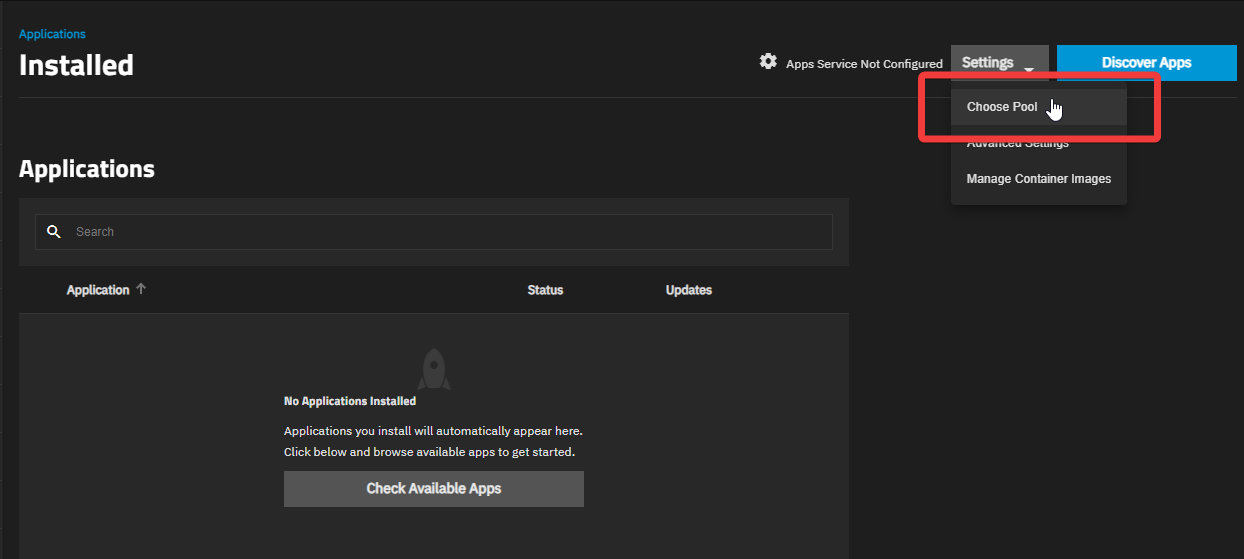 Applications
Installed
Apps Service Not Configured
Settings
Discover Apps
Choose Pool
Advanced Settings
Manage Container Images
Applications
Search
Application
Status
Updates
No Applications Installed
Applications you install will automatically appear here.
Click below and browse available apps to get started.
Check Available Apps